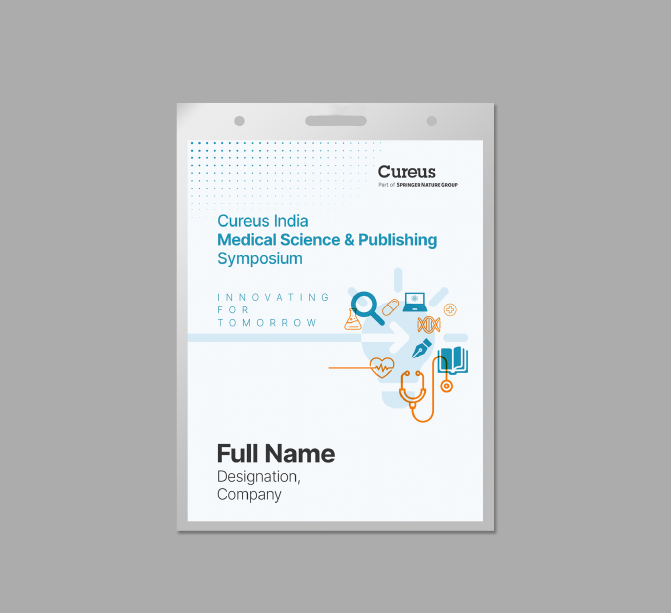 Cureus
Part of SPRINGER NATURE GROUP
Cureus India
Medical Science & Publishing
Symposium
INNOVATING
FOR
TOMORROW
Full Name
Designation,
Company